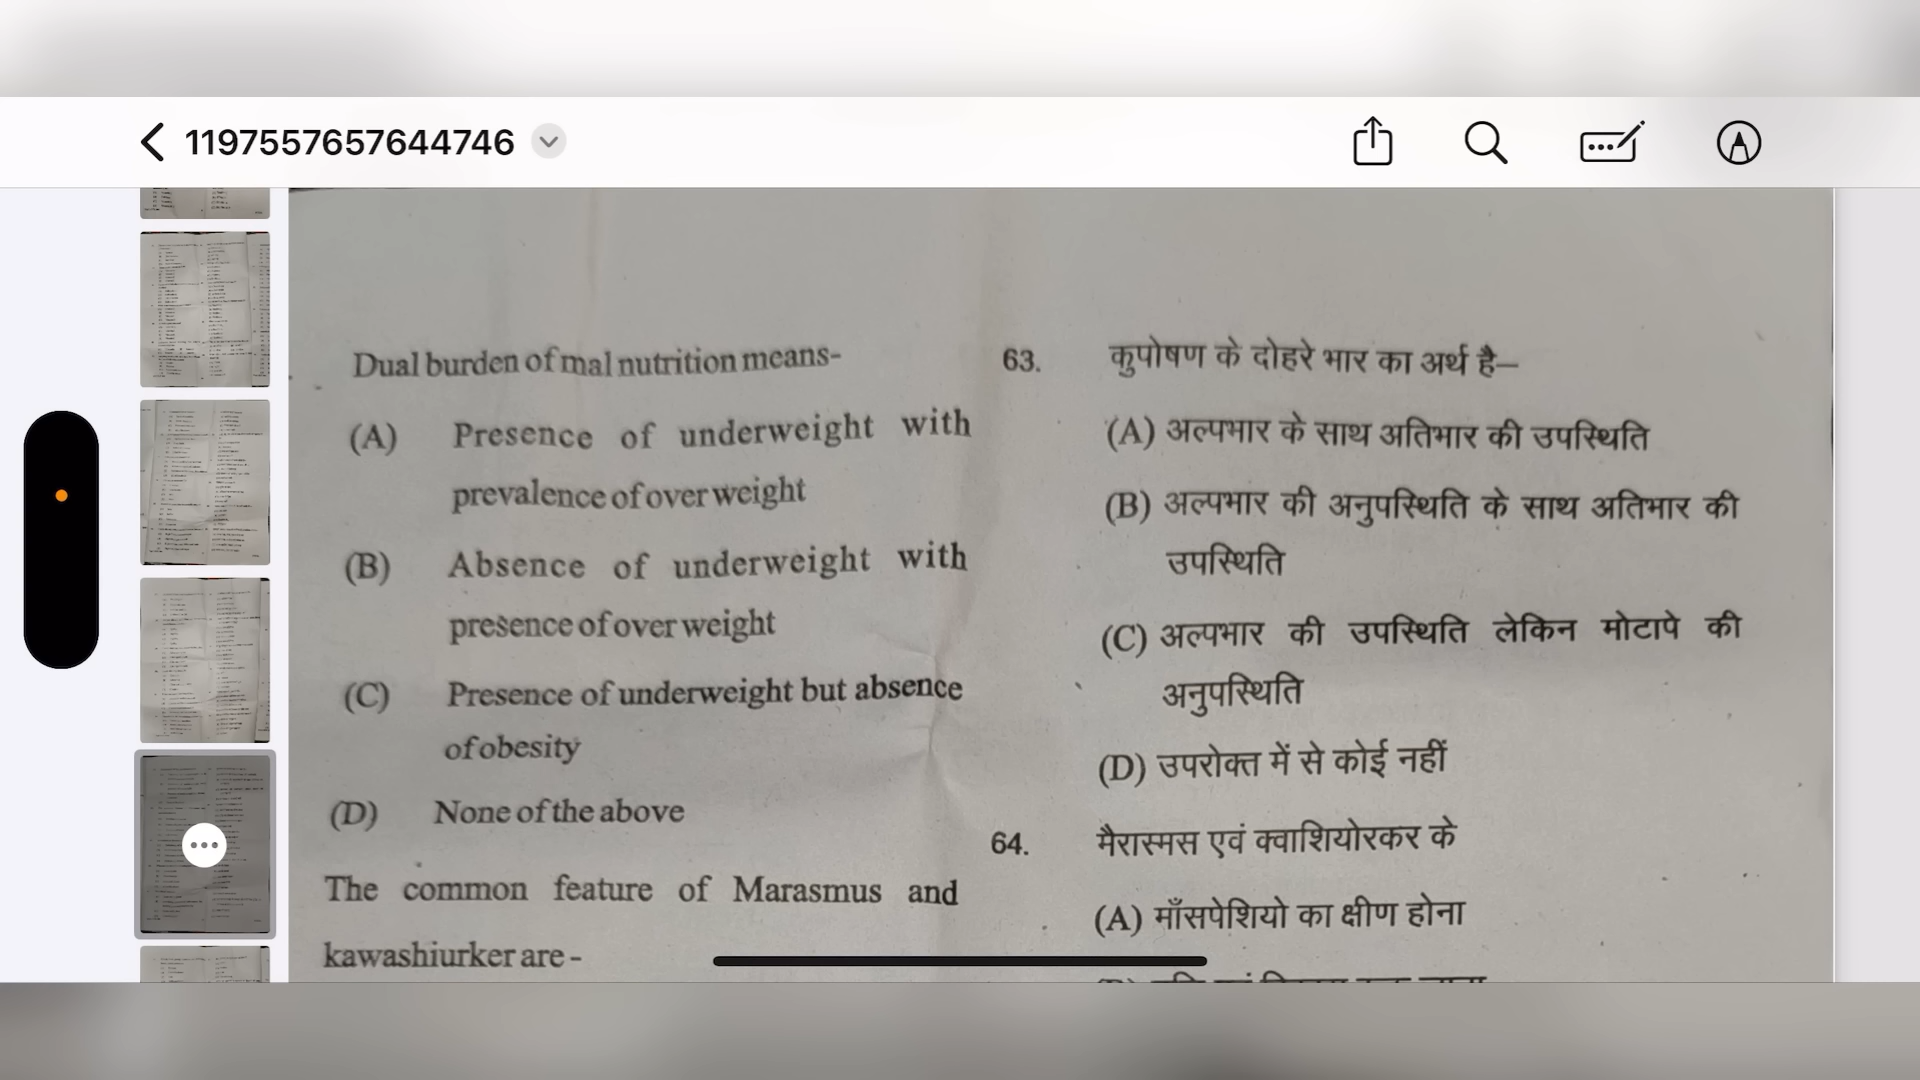 1197557657644746
Dual burden of mal nutrition means-
(A) Presence of underweight with
prevalence of over weight
(B) Absence of underweight with
presence of over weight
(C) Presence of underweight but absence
of obesity
(D) None of the above
The common feature of Marasmus and
kawashiurker are -
63. कुपोषण के दोहरे भार का अर्थ है–
(A) अल्पभार के साथ अतिभार की उपस्थिति
(B) अल्पभार की अनुपस्थिति के साथ अतिभार की
उपस्थिति
(C) अल्पभार की उपस्थिति लेकिन मोटापे की
अनुपस्थिति
(D) उपरोक्त में से कोई नहीं
64. मैरास्मस एवं क्वाशियोरकर के
(A) माँसपेशियो का क्षीण होना